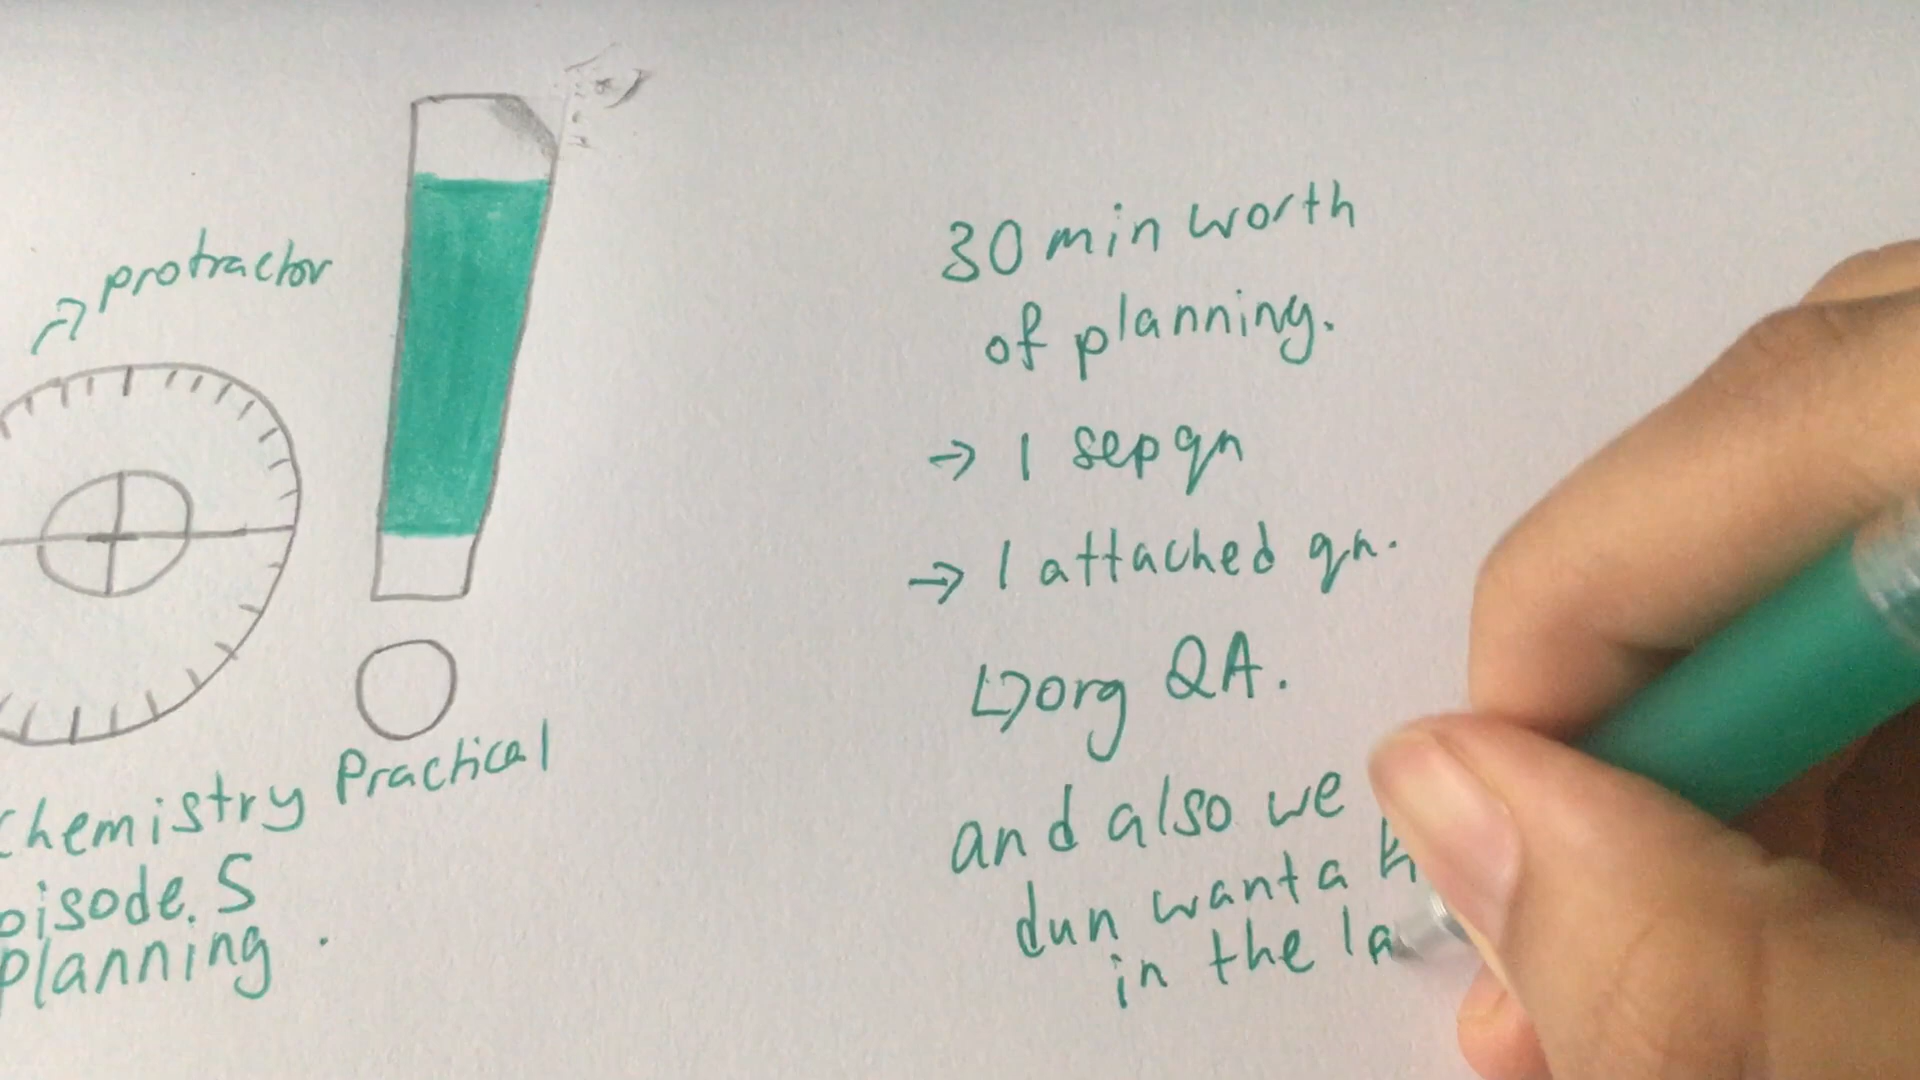 protractor
Chemistry Practical
pisode. 5
Planning.
30 min worth
of planning.
→ 1 sep qn
→ 1 attached qn.
↳ org QA.
and also we
dun want a
in the la